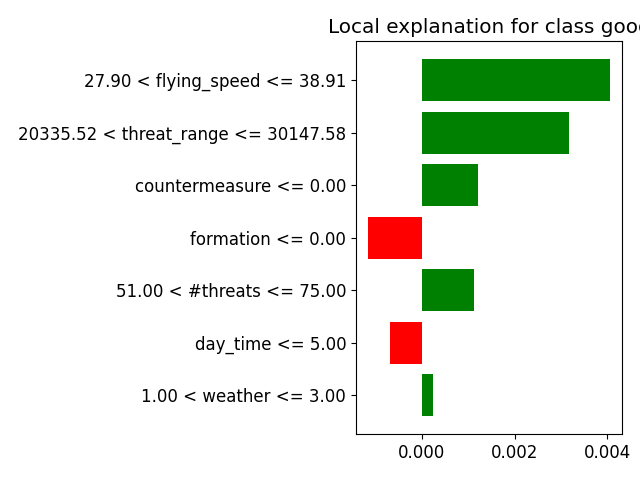 Local explanation for class good
27.90 < flying_speed <= 38.91
20335.52 < threat_range <= 30147.58
countermeasure <= 0.00
formation <= 0.00
51.00 < #threats <= 75.00
day_time <= 5.00
1.00 < weather <= 3.00
0.000 0.002 0.004